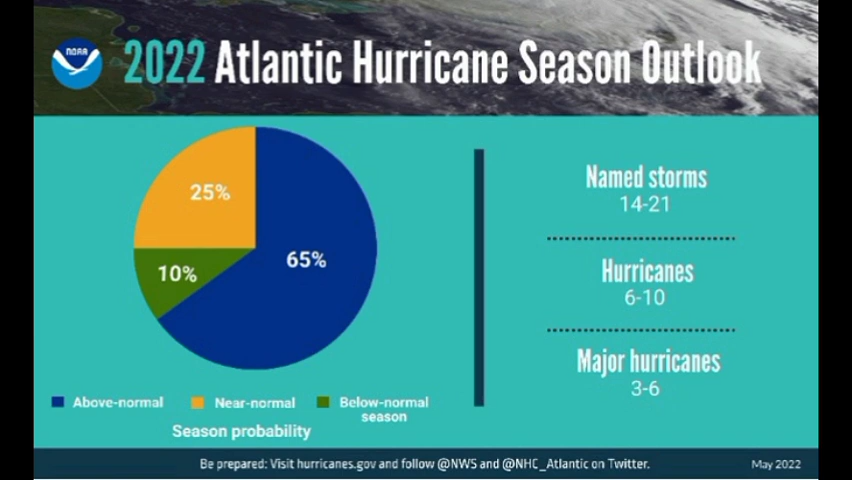 NOAA
2022 Atlantic Hurricane Season Outlook
25%
10%
65%
Above-normal
Near-normal
Below-normal
season
Season probability
Named storms
14-21
Hurricanes
6-10
Major hurricanes
3-6
Be prepared: Visit hurricanes.gov and follow @NWS and @NHC_Atlantic on Twitter.
May 2022